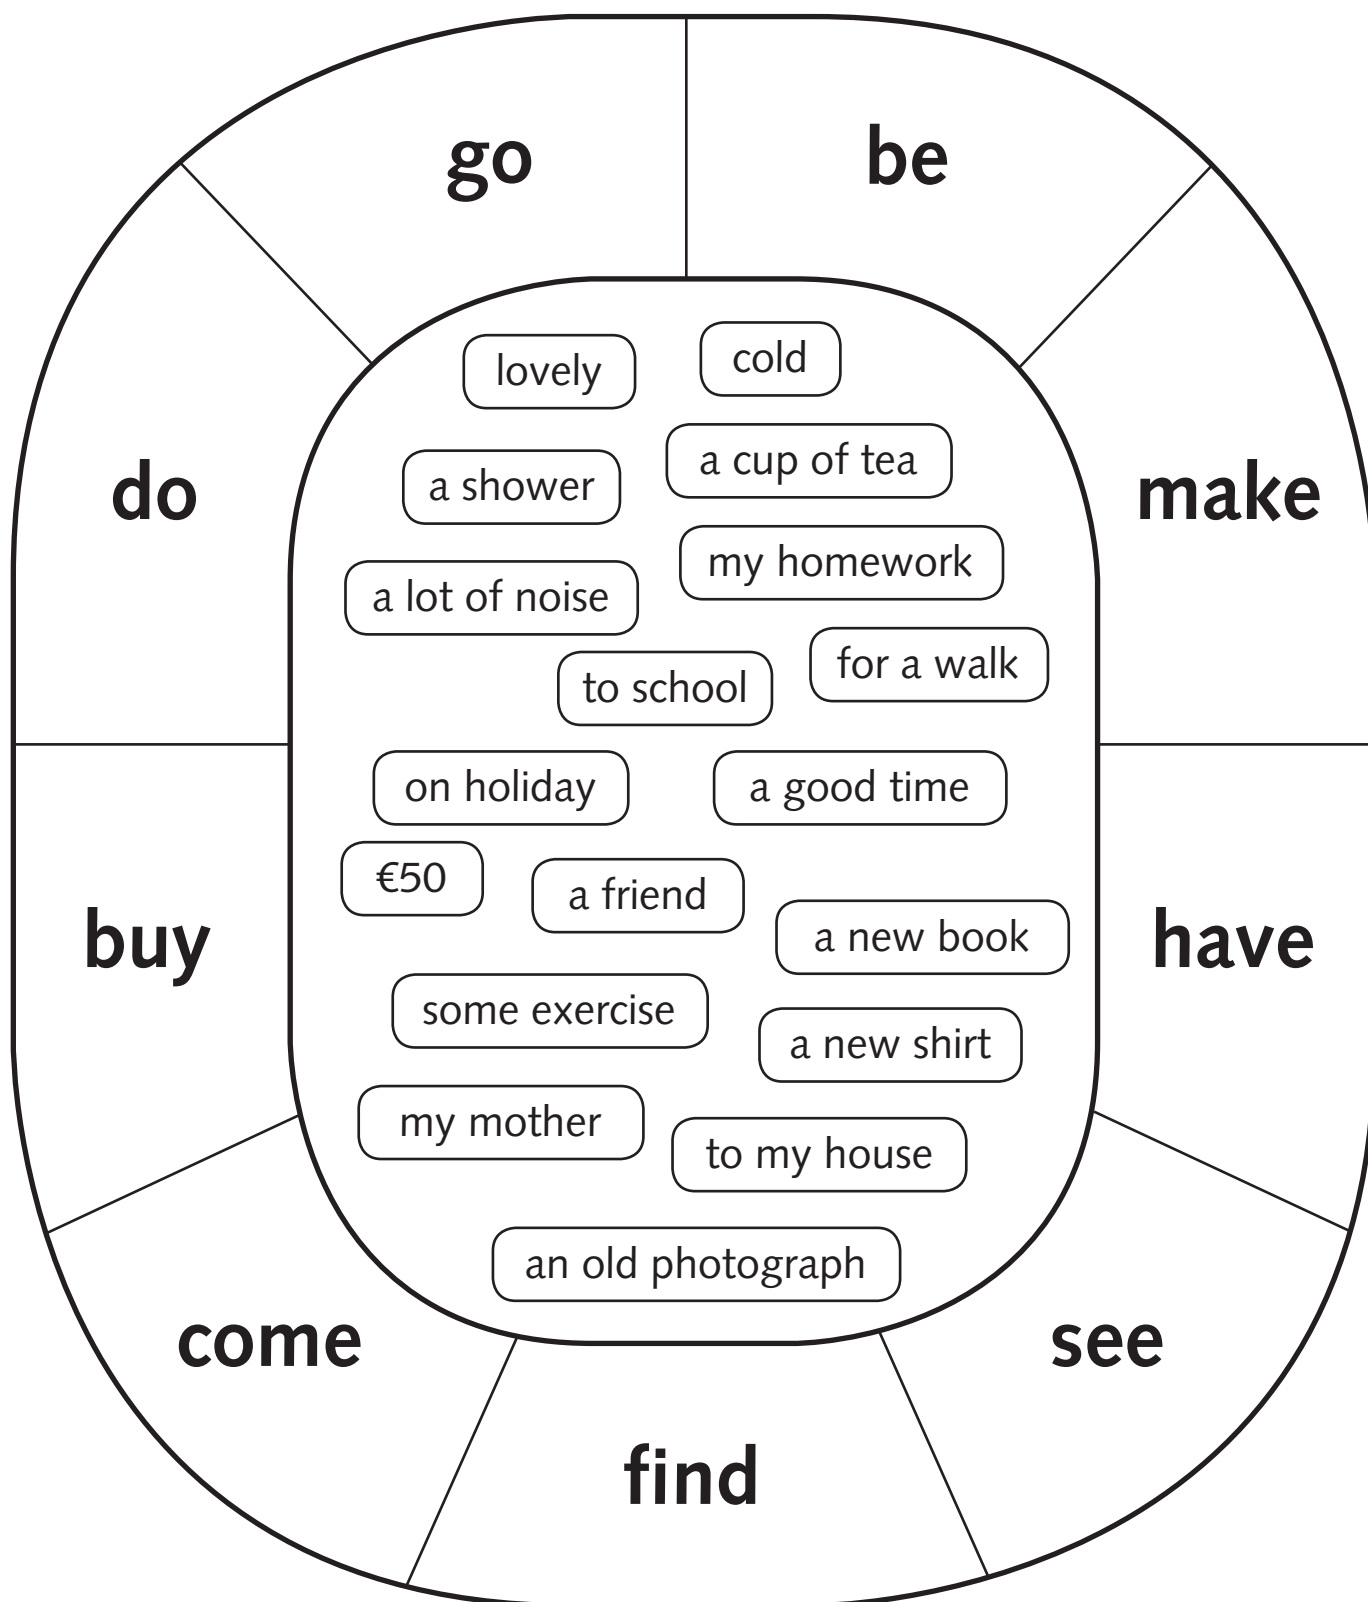 go
be
do
make
buy
have
come
see
find
lovely
cold
a shower
a cup of tea
a lot of noise
my homework
to school
for a walk
on holiday
a good time
€50
a friend
a new book
some exercise
a new shirt
my mother
to my house
an old photograph